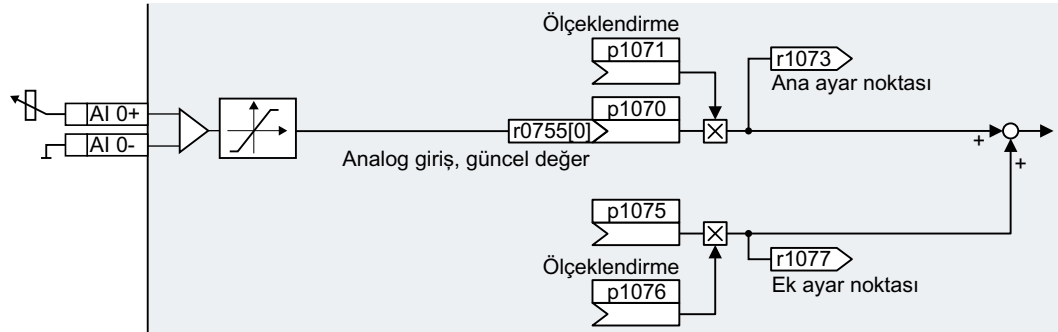 Ölçeklendirme
p1071
r1073
Ana ayar noktası
AI 0+
p1070
r0755[0]
AI 0-
Analog giriş, güncel değer
+
+
p1075
r1077
Ölçeklendirme
p1076
Ek ayar noktası